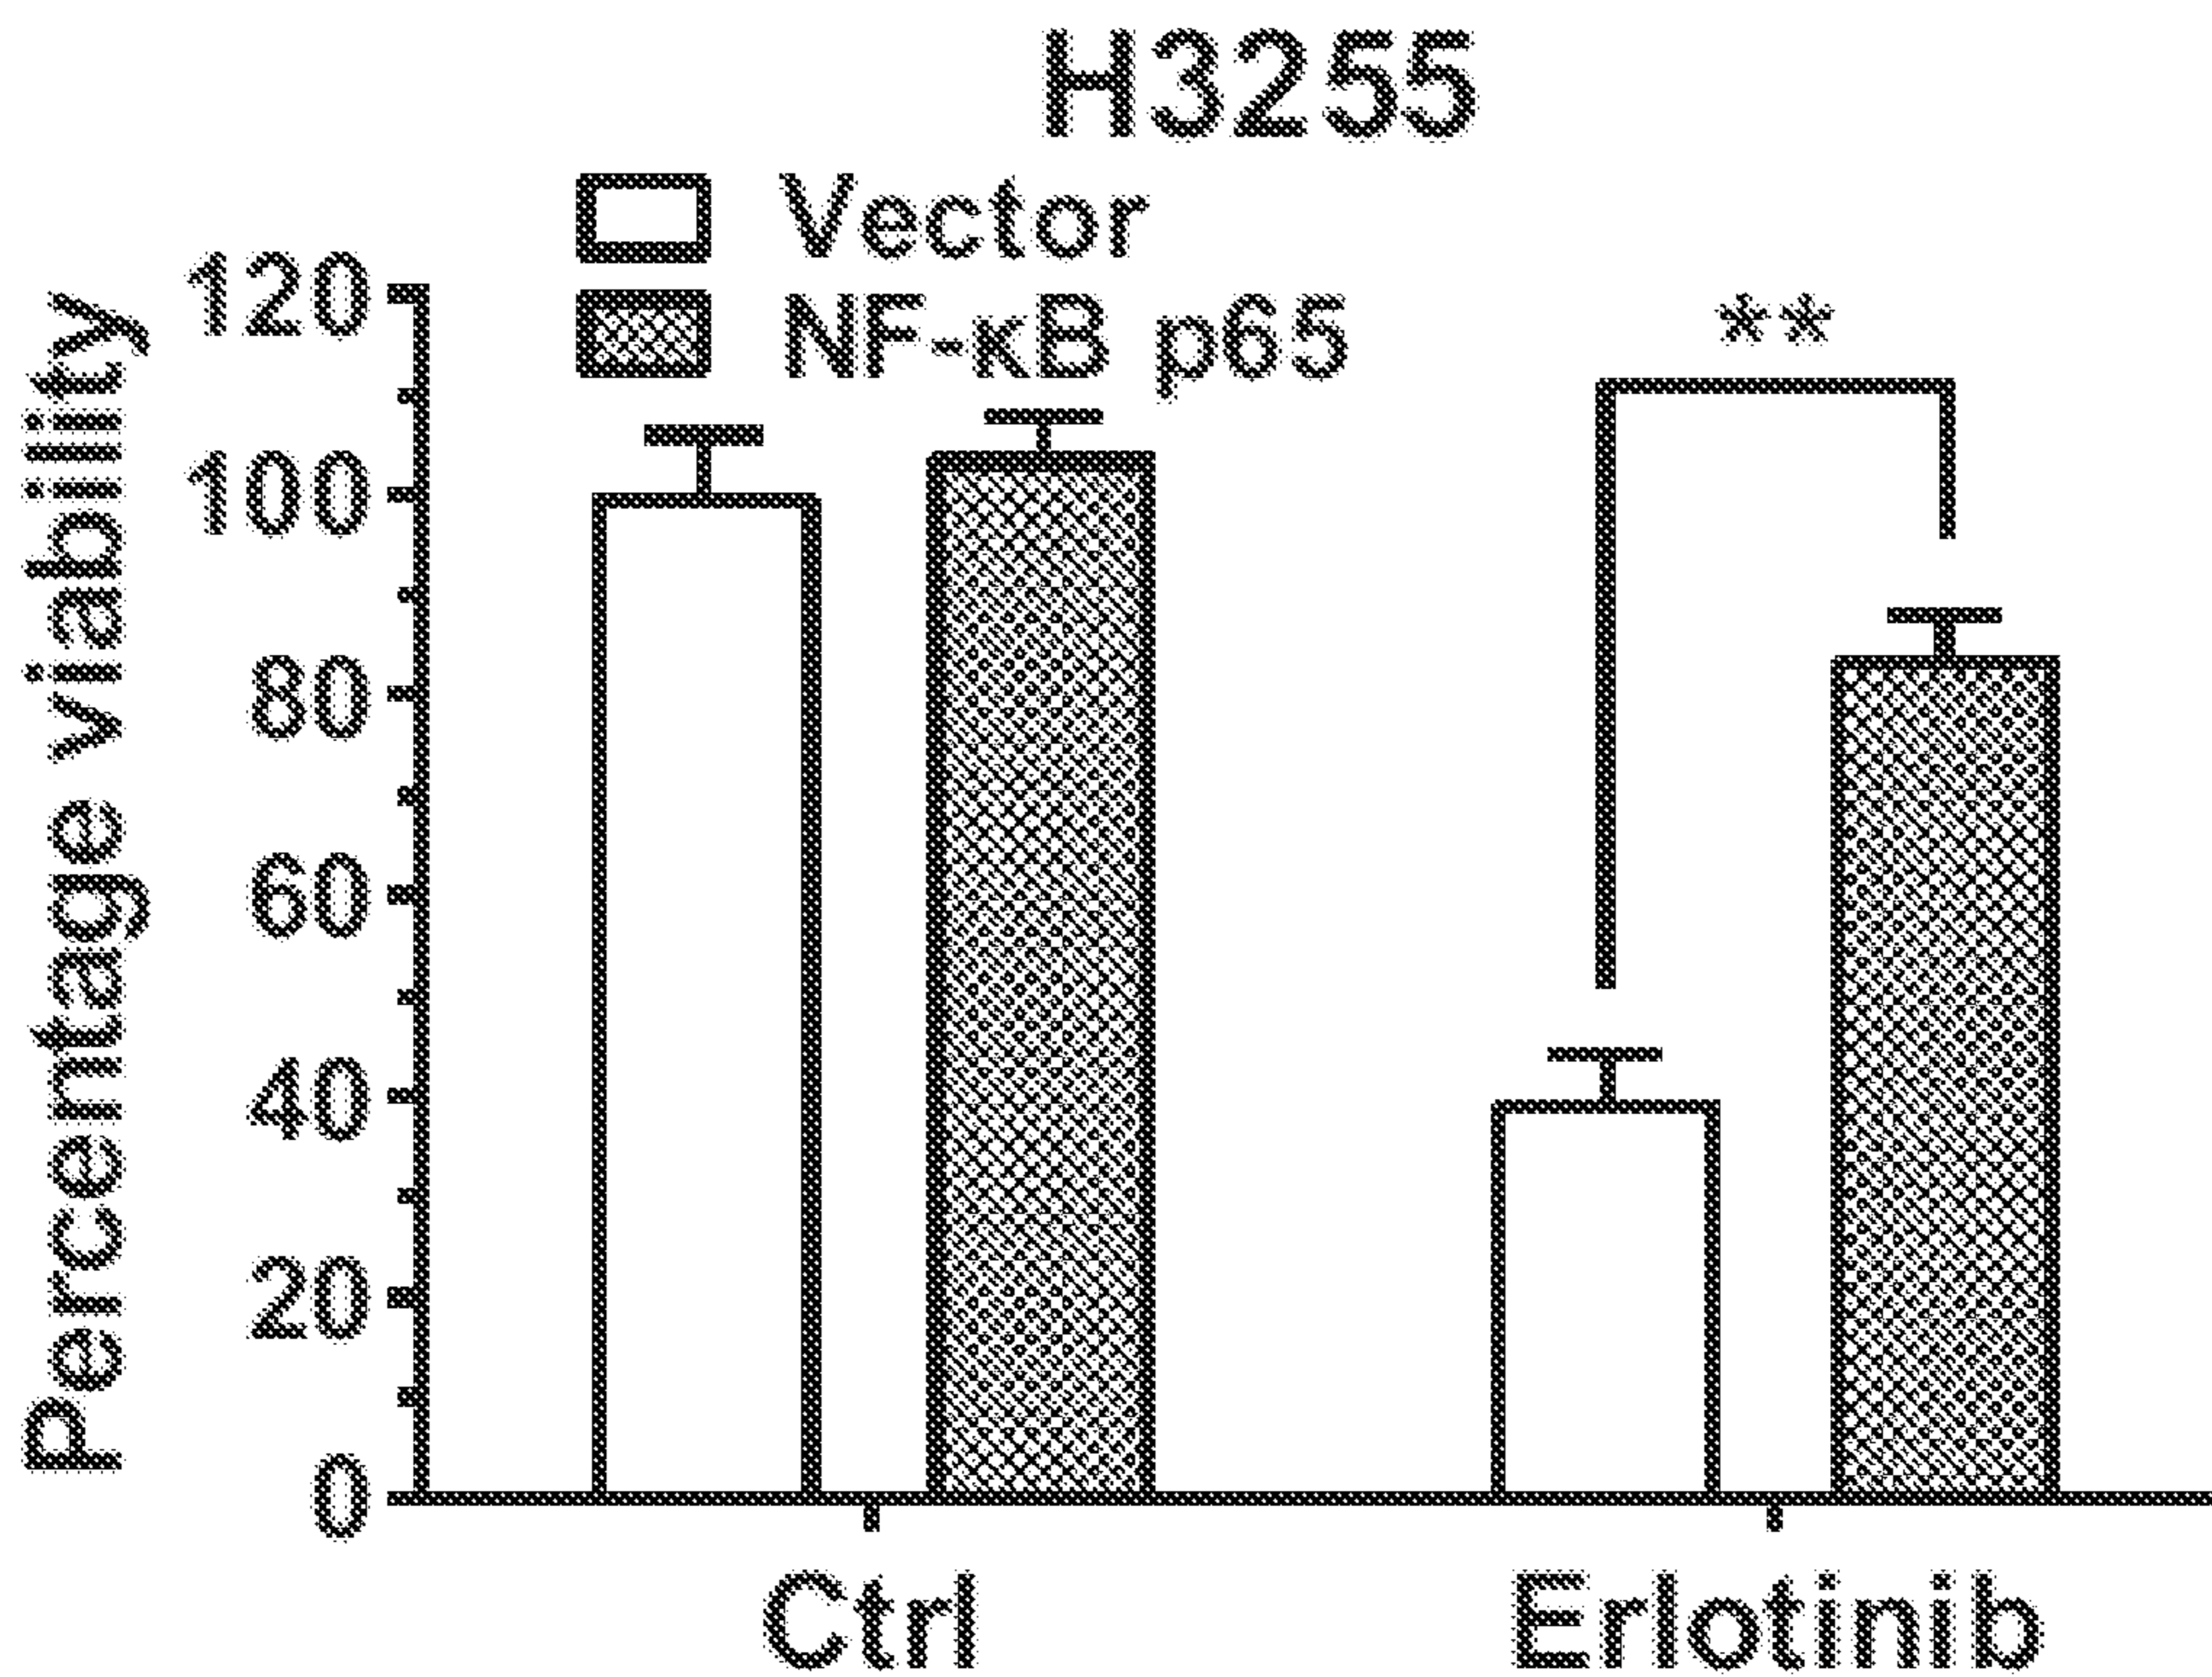 H3255
Vector
NF-κB p65
**
Percentage viability
120
100
80
60
40
20
0
Ctrl
Erlotinib